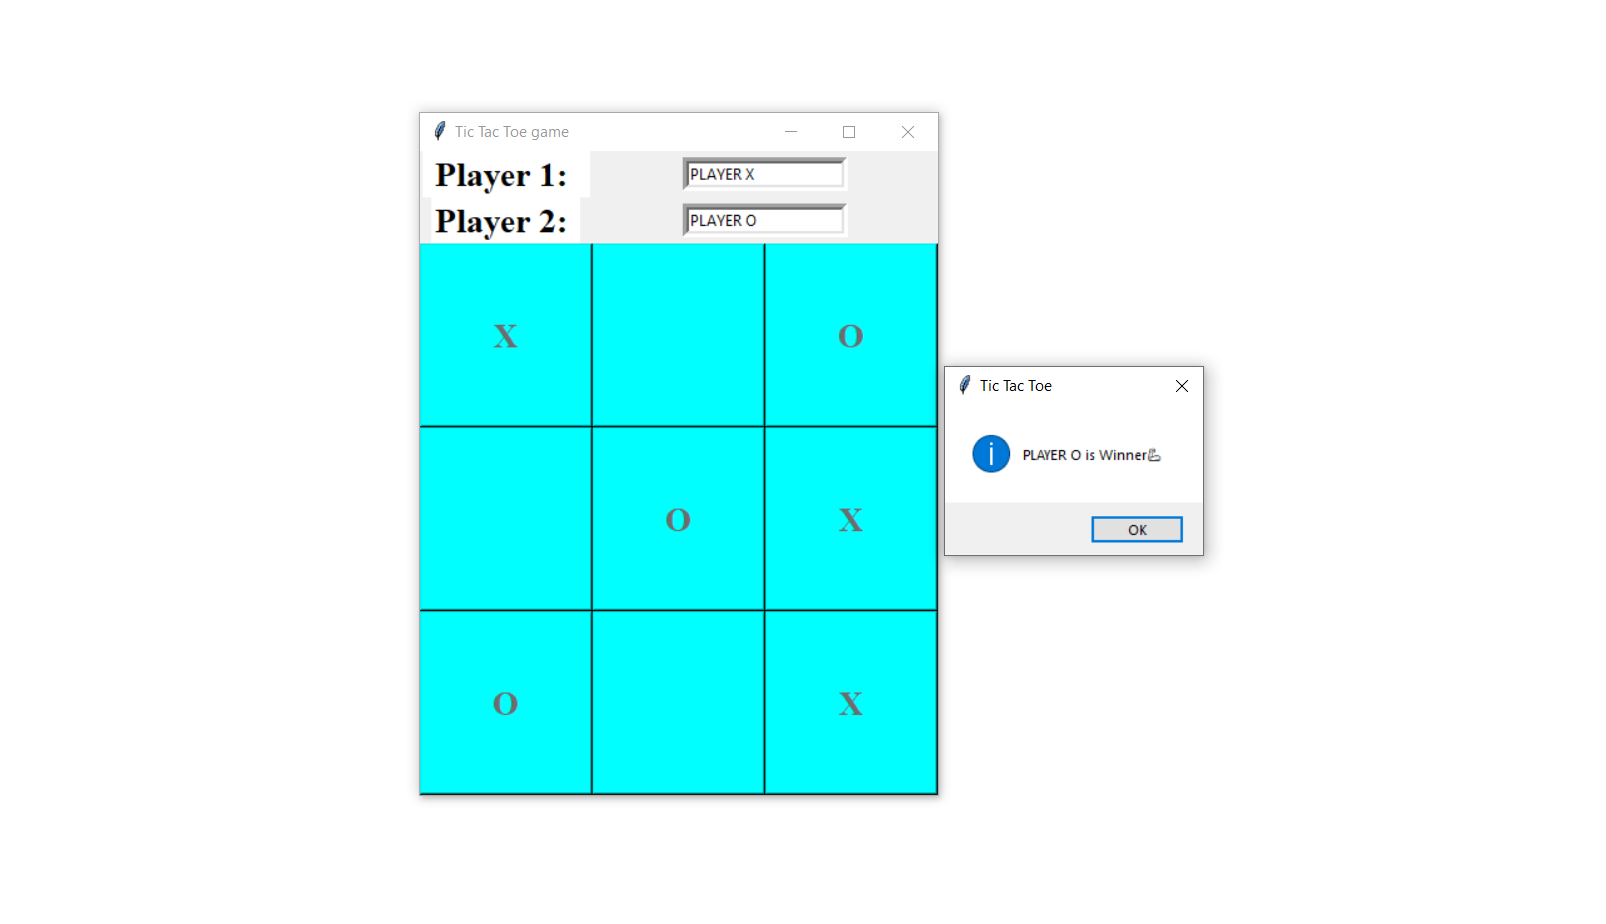 Tic Tac Toe game
Player 1: PLAYER X
Player 2: PLAYER O
X O
O X
O X
Tic Tac Toe
PLAYER O is Winner💪
OK